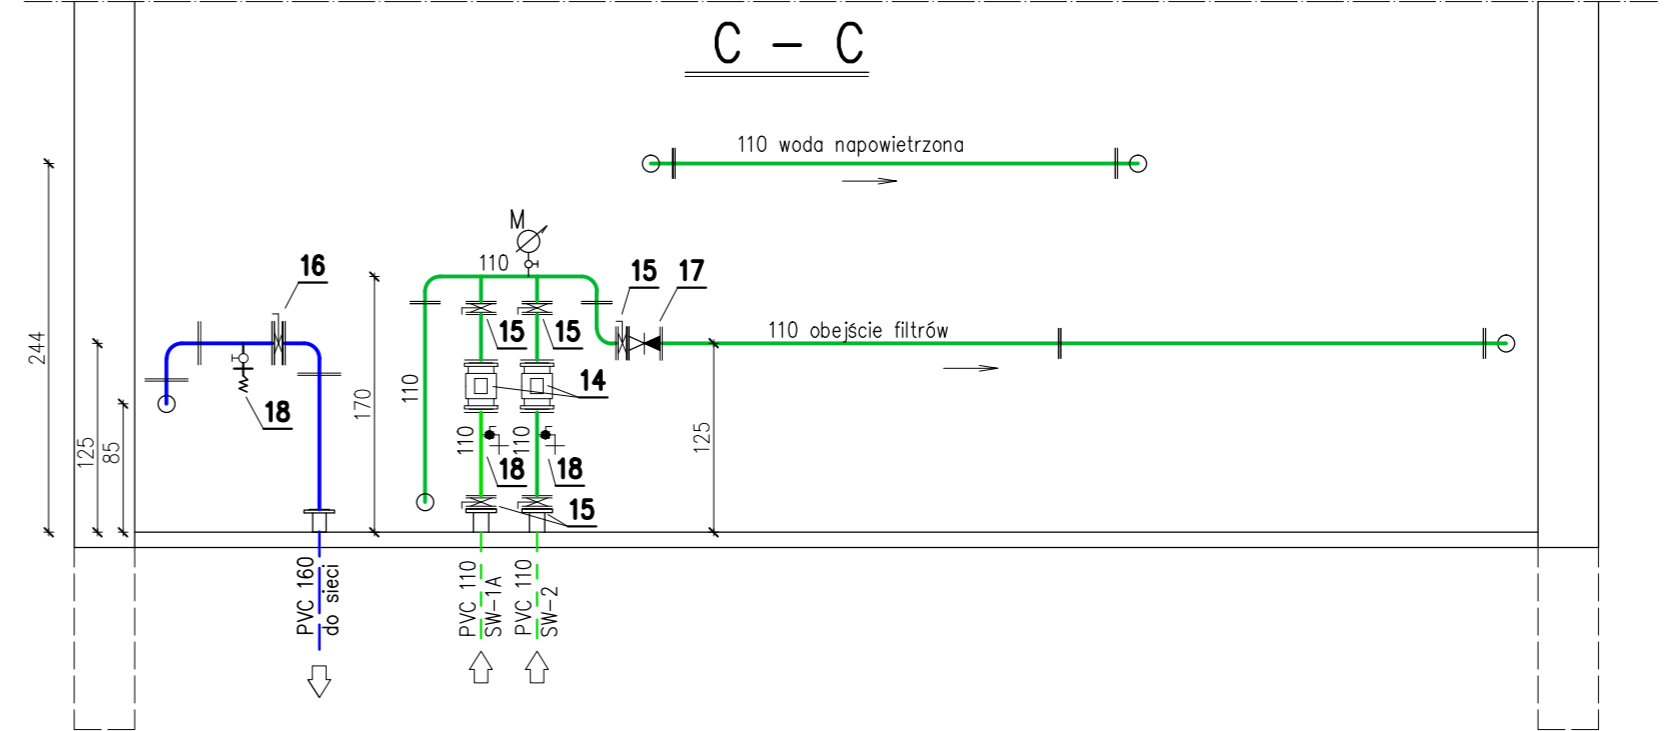 C – C
110 woda napowietrzona
M
110
16
15
17
15
15
110 obejście filtrów
244
14
170
110
18
125
85
110
110
125
18
18
15
PVC 160
do sieci
PVC 110
SW-1A
PVC 110
SW-2